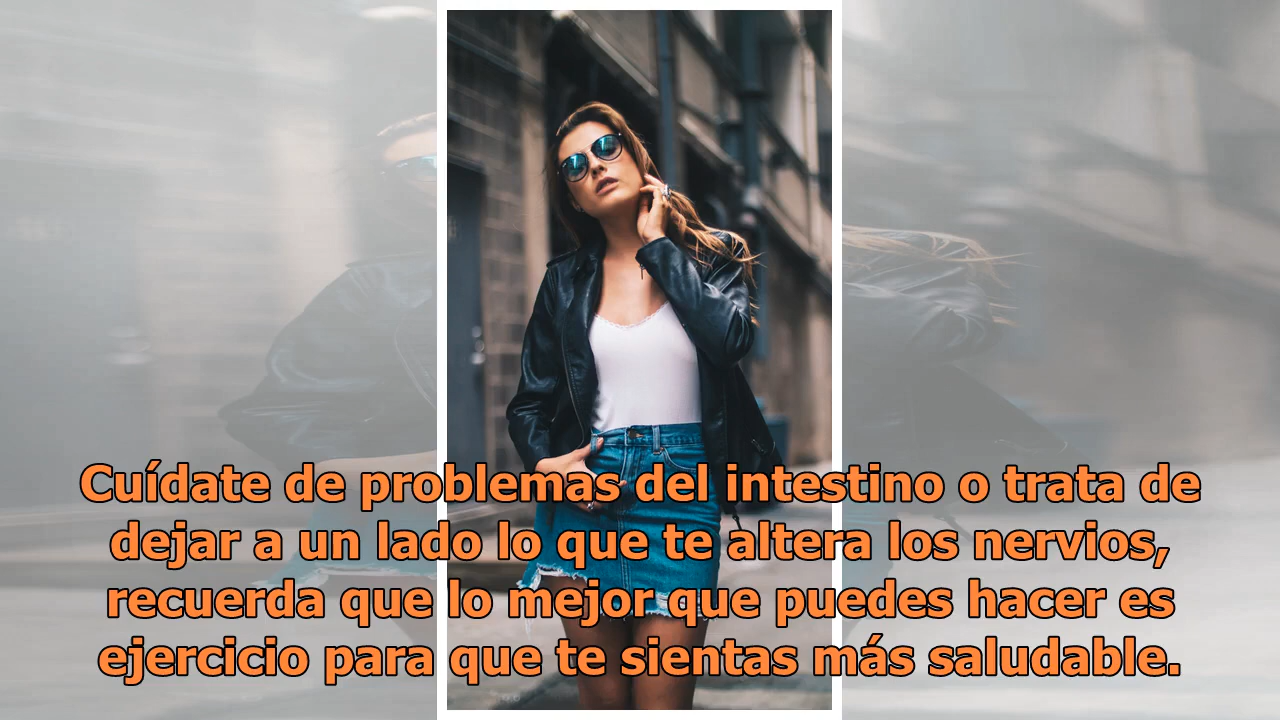 Cuídate de problemas del intestino o trata de
dejar a un lado lo que te altera los nervios,
recuerda que lo mejor que puedes hacer es
ejercicio para que te sientas más saludable.